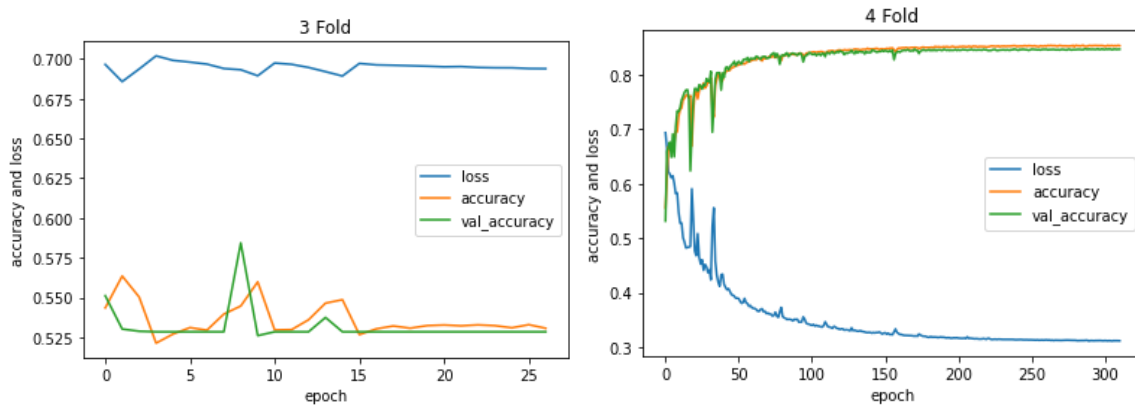 3 Fold
accuracy and loss
0.700
0.675
0.650
0.625
0.600
0.575
0.550
0.525
loss
accuracy
val_accuracy
0 5 10 15 20 25
epoch
4 Fold
accuracy and loss
0.8
0.7
0.6
0.5
0.4
0.3
loss
accuracy
val_accuracy
0 50 100 150 200 250 300
epoch